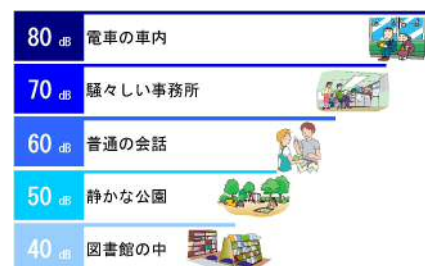 80 dB 電車の車内
70 dB 騒々しい事務所
60 dB 普通の会話
50 dB 静かな公園
40 dB 図書館の中